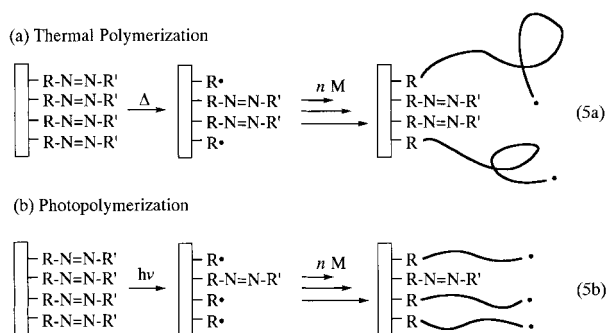 (a) Thermal Polymerization
R-N=N-R' R• R
R-N=N-R' Δ R-N=N-R' n M R-N=N-R'
R-N=N-R' R-N=N-R' R-N=N-R' (5a)
R-N=N-R' R• R
(b) Photopolymerization
R-N=N-R' R• R
R-N=N-R' hν R-N=N-R' n M R-N=N-R'
R-N=N-R' R• R (5b)
R-N=N-R' R• R